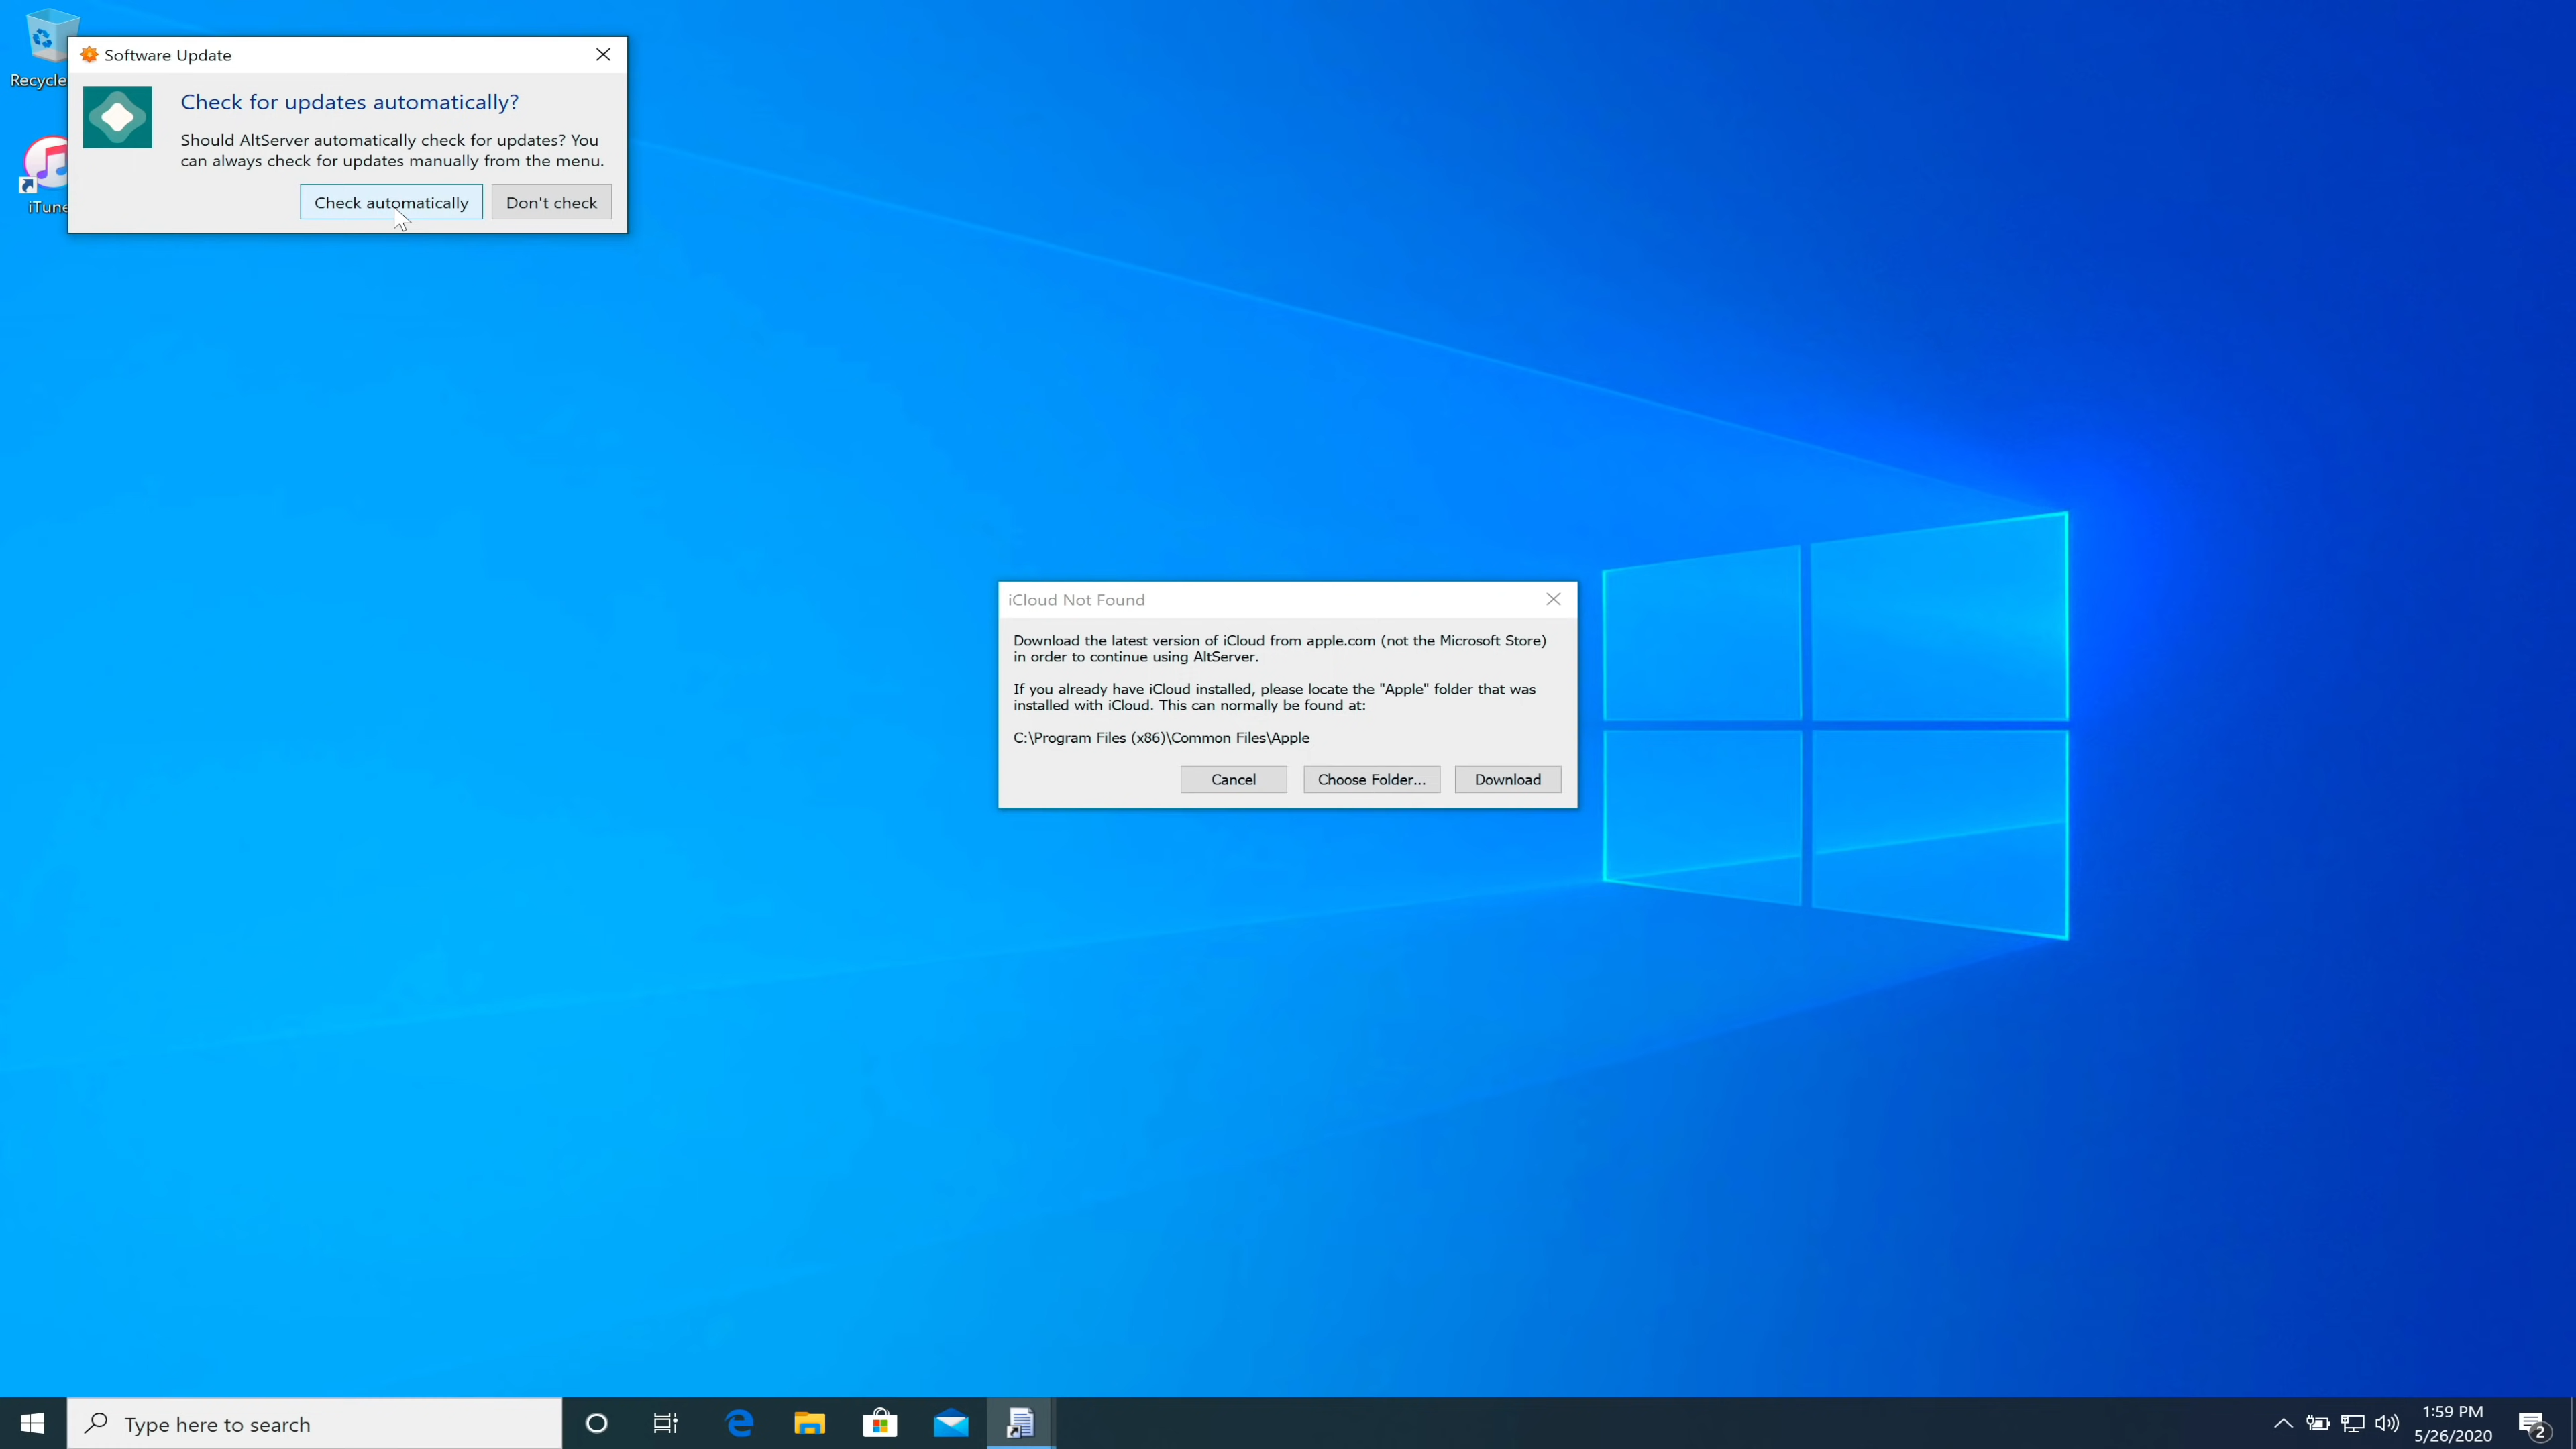 Recycle
iTune
Software Update
Check for updates automatically?
Should AltServer automatically check for updates? You
can always check for updates manually from the menu.
Check automatically
Don't check
iCloud Not Found
Download the latest version of iCloud from apple.com (not the Microsoft Store)
in order to continue using AltServer.
If you already have iCloud installed, please locate the "Apple" folder that was
installed with iCloud. This can normally be found at:
C:\Program Files (x86)\Common Files\Apple
Cancel
Choose Folder...
Download
Type here to search
1:59 PM
5/26/2020
2